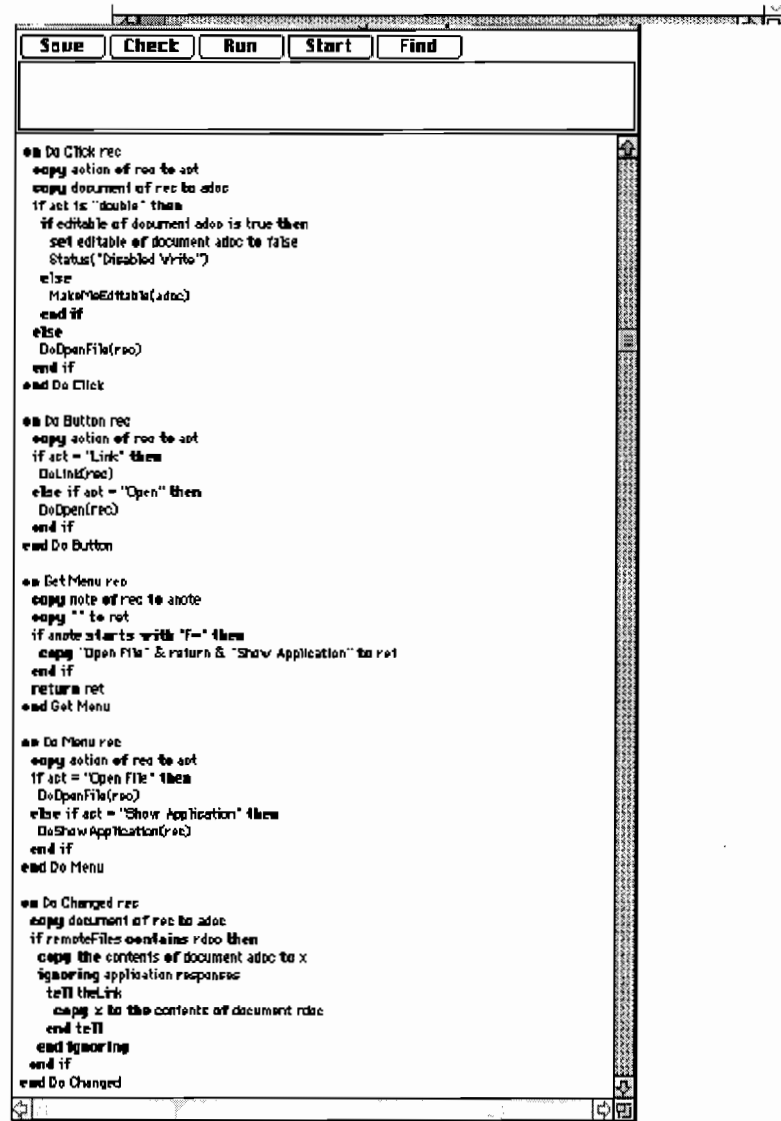 Save Check Run Start Find
on Do Click rec
copy action of rec to act
copy document of rec to adoc
if act is "double" then
if editable of document adoc is true then
set editable of document adoc to false
Status("Disabled Write")
else
MakeMeEditable(adoc)
end if
else
DoOpenFile(rec)
end if
end Do Click
on Do Button rec
copy action of rec to act
if act = "Link" then
DoLink(rec)
else if act = "Open" then
DoOpen(rec)
end if
end Do Button
on Get Menu rec
copy note of rec to anote
copy "" to ret
if anote starts with "F=" then
copy "Open File" & return & "Show Application" to ret
end if
return ret
end Get Menu
on Do Menu rec
copy action of rec to act
if act = "Open File" then
DoOpenFile(rec)
else if act = "Show Application" then
DoShowApplication(rec)
end if
end Do Menu
on Do Changed rec
copy document of rec to adoc
if remoteFiles contains rdoc then
copy the contents of document adoc to x
ignoring application responses
tell theLink
copy x to the contents of document rdoc
end tell
end ignoring
end if
end Do Changed